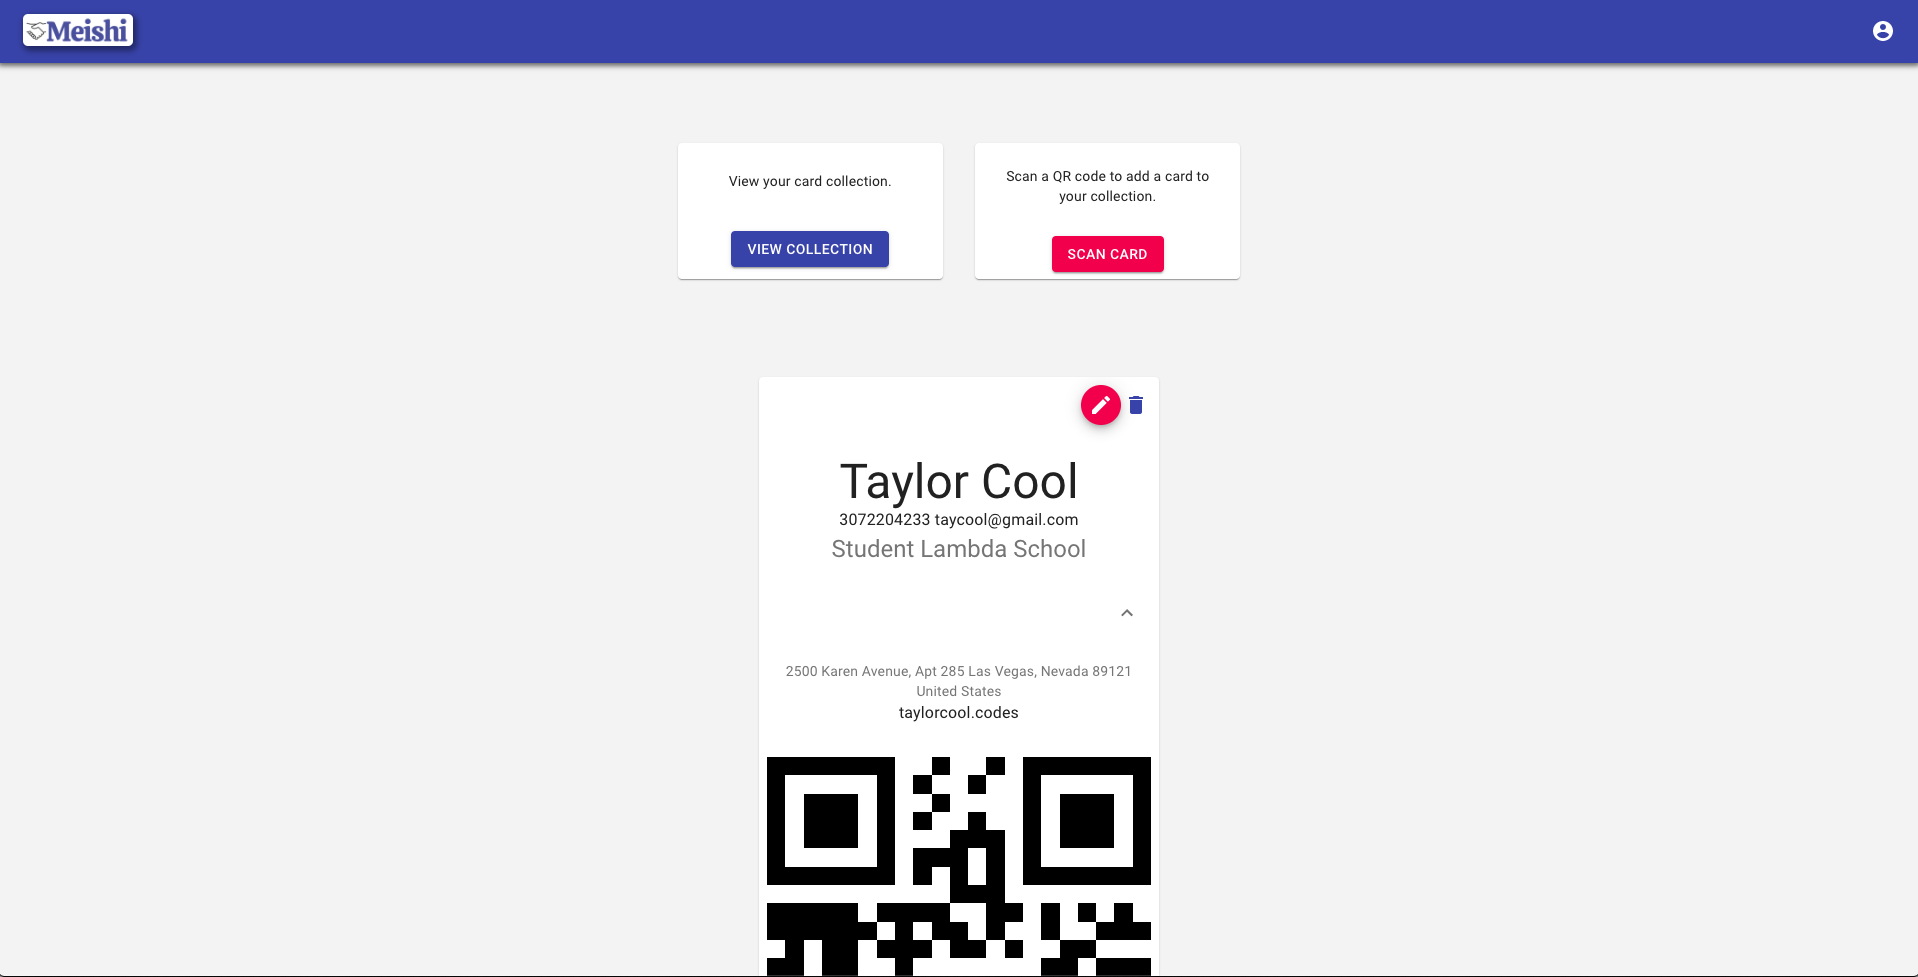 Meishi
View your card collection.
VIEW COLLECTION
Scan a QR code to add a card to
your collection.
SCAN CARD
Taylor Cool
3072204233 taycool@gmail.com
Student Lambda School
2500 Karen Avenue, Apt 285 Las Vegas, Nevada 89121
United States
taylorcool.codes